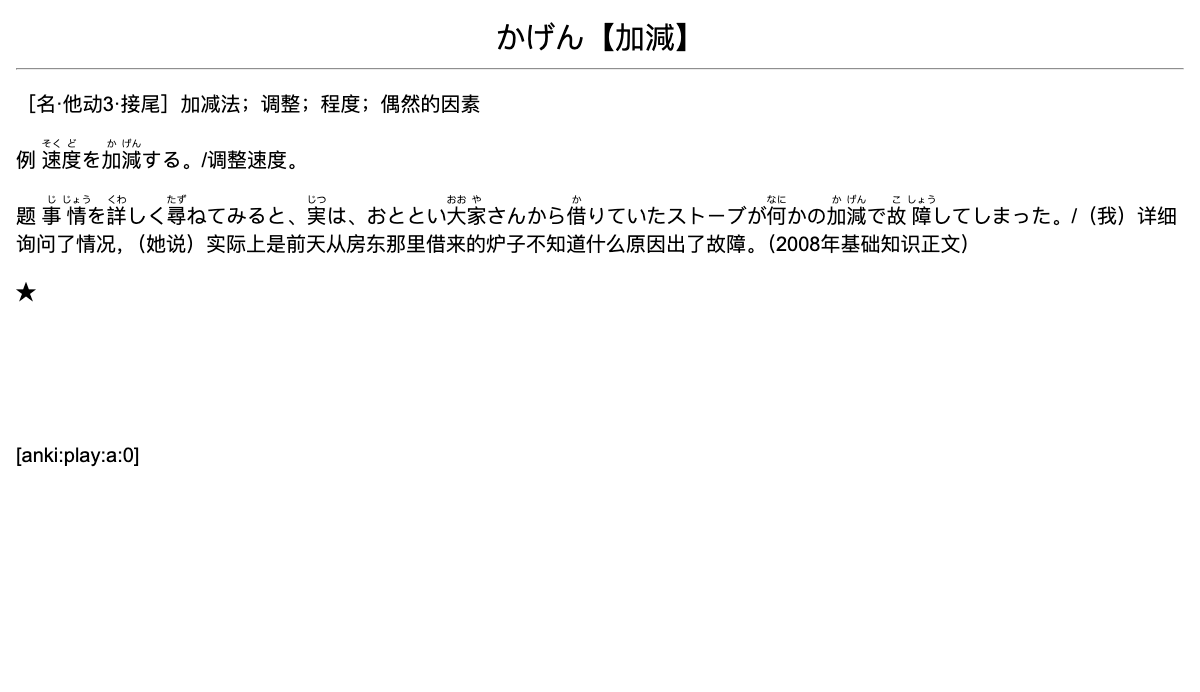 かげん【加減】
［名·他动3·接尾］加减法；调整；程度；偶然的因素
例 速度を加減する。/调整速度。
题 事情を詳しく尋ねてみると、実は、おととい大家さんから借りていたストーブが何かの加減で故障してしまった。/（我）详细
询问了情况，（她说）实际上是前天从房东那里借来的炉子不知道什么原因出了故障。（2008年基础知识正文）
★
[anki:play:a:0]